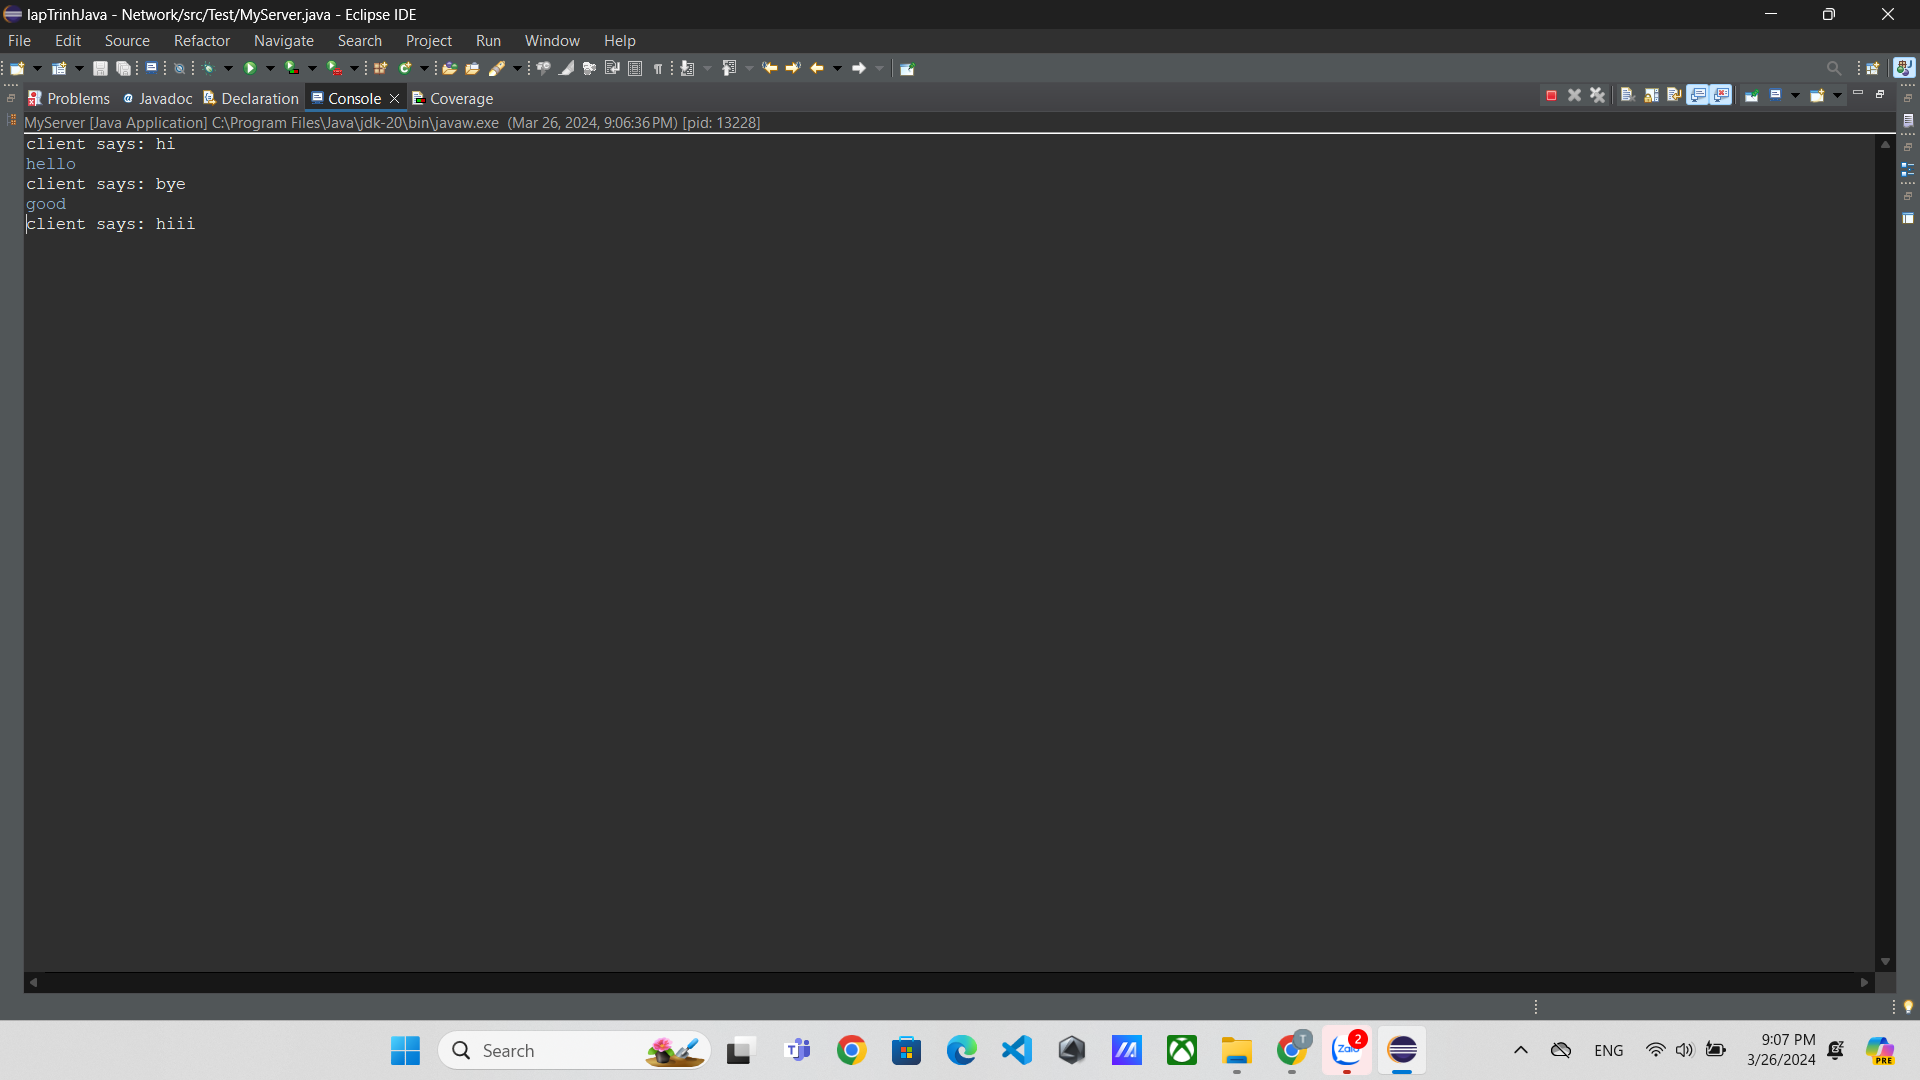 lapTrinhJava - Network/src/Test/MyServer.java - Eclipse IDE
File Edit Source Refactor Navigate Search Project Run Window Help
Problems Javadoc Declaration Console Coverage
MyServer [Java Application] C:\Program Files\Java\jdk-20\bin\javaw.exe (Mar 26, 2024, 9:06:36 PM) [pid: 13228]
client says: hi
hello
client says: bye
good
client says: hiii
Search
T
2
Zalo
ENG
9:07 PM
3/26/2024
PRE